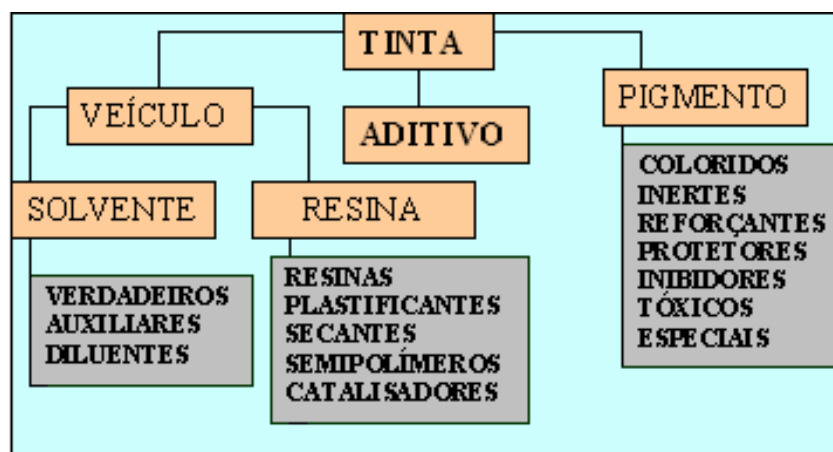 TINTA
VEÍCULO
ADITIVO
PIGMENTO
SOLVENTE
RESINA
VERDADEIROS
AUXILIARES
DILUENTES
RESINAS
PLASTIFICANTES
SECANTES
SEMIPOLÍMEROS
CATALISADORES
COLORIDOS
INERTES
REFORÇANTES
PROTETORES
INIBIDORES
TÓXICOS
ESPECIAIS